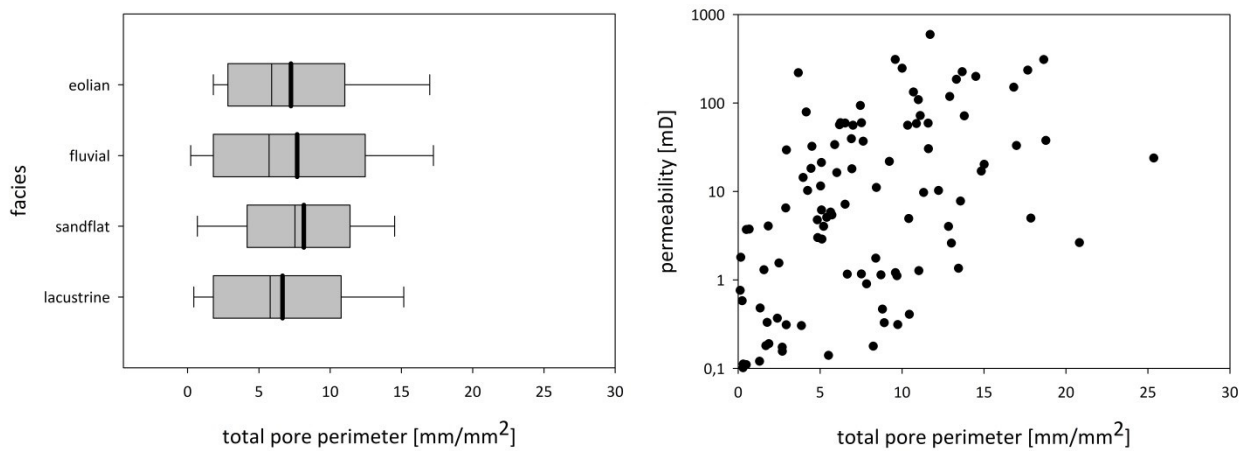 facies
eolian
fluvial
sandflat
lacustrine
0 5 10 15 20 25 30
total pore perimeter [mm/mm²]
permeability [mD]
1000
100
10
1
0,1
0 5 10 15 20 25 30
total pore perimeter [mm/mm²]